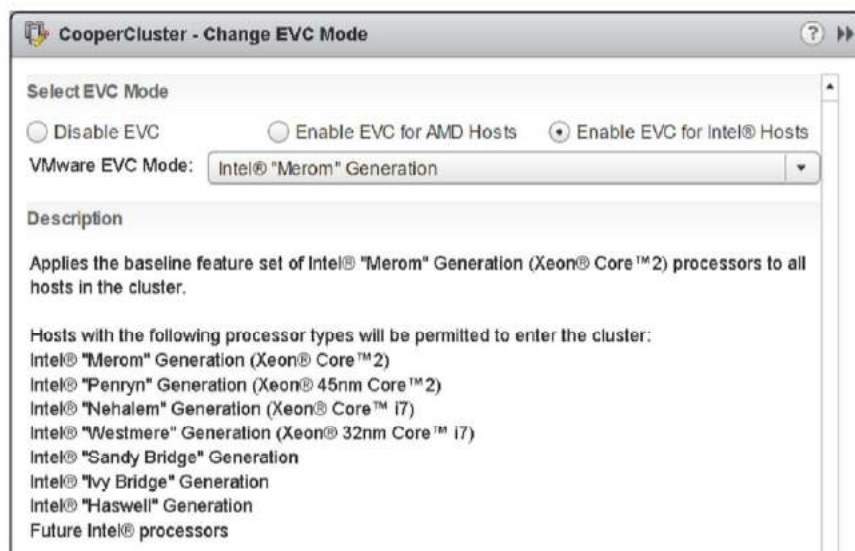 CooperCluster - Change EVC Mode
Select EVC Mode
Disable EVC Enable EVC for AMD Hosts Enable EVC for Intel® Hosts
VMware EVC Mode: Intel® "Merom" Generation
Description
Applies the baseline feature set of Intel® "Merom" Generation (Xeon® Core™2) processors to all
hosts in the cluster.
Hosts with the following processor types will be permitted to enter the cluster:
Intel® "Merom" Generation (Xeon® Core™2)
Intel® "Penryn" Generation (Xeon® 45nm Core™2)
Intel® "Nehalem" Generation (Xeon® Core™ i7)
Intel® "Westmere" Generation (Xeon® 32nm Core™ i7)
Intel® "Sandy Bridge" Generation
Intel® "Ivy Bridge" Generation
Intel® "Haswell" Generation
Future Intel® processors